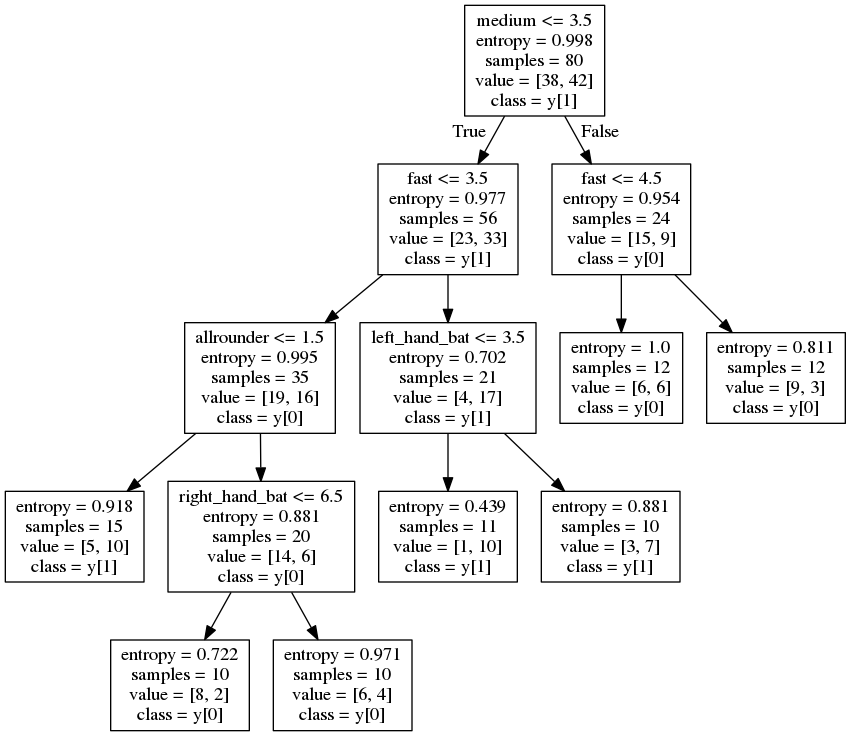 medium <= 3.5
entropy = 0.998
samples = 80
value = [38, 42]
class = y[1]
True
False
fast <= 3.5
entropy = 0.977
samples = 56
value = [23, 33]
class = y[1]
fast <= 4.5
entropy = 0.954
samples = 24
value = [15, 9]
class = y[0]
allrounder <= 1.5
entropy = 0.995
samples = 35
value = [19, 16]
class = y[0]
left_hand_bat <= 3.5
entropy = 0.702
samples = 21
value = [4, 17]
class = y[1]
entropy = 1.0
samples = 12
value = [6, 6]
class = y[0]
entropy = 0.811
samples = 12
value = [9, 3]
class = y[0]
entropy = 0.918
samples = 15
value = [5, 10]
class = y[1]
right_hand_bat <= 6.5
entropy = 0.881
samples = 20
value = [14, 6]
class = y[0]
entropy = 0.439
samples = 11
value = [1, 10]
class = y[1]
entropy = 0.881
samples = 10
value = [3, 7]
class = y[1]
entropy = 0.722
samples = 10
value = [8, 2]
class = y[0]
entropy = 0.971
samples = 10
value = [6, 4]
class = y[0]